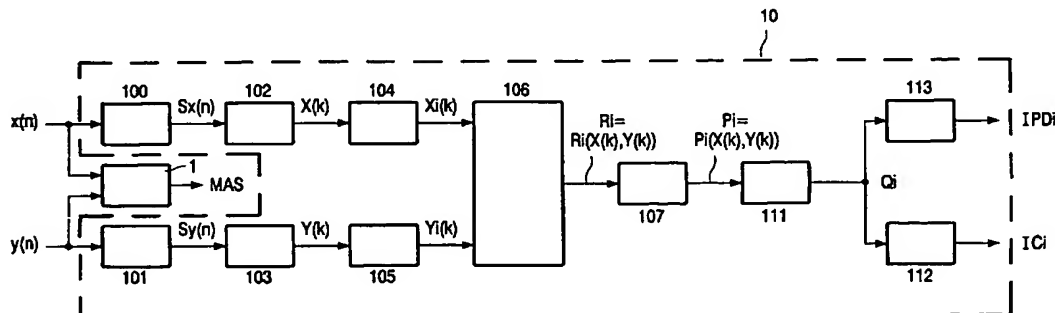 10
100
Sx(n)
102
X(k)
104
Xi(k)
106
113
x(n)
IPDi
1
MAS
Ri=
Ri(X(k),Y(k))
Pi=
Pi(X(k),Y(k))
107
111
Qi
y(n)
Sy(n)
Y(k)
Yi(k)
ICi
101
103
105
112